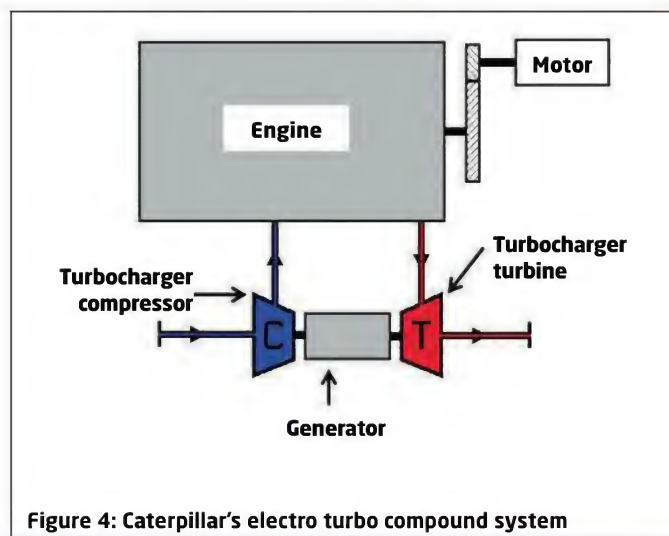 Motor
Engine
Turbocharger
turbine
Turbocharger
compressor
C
T
Generator
Figure 4: Caterpillar's electro turbo compound system